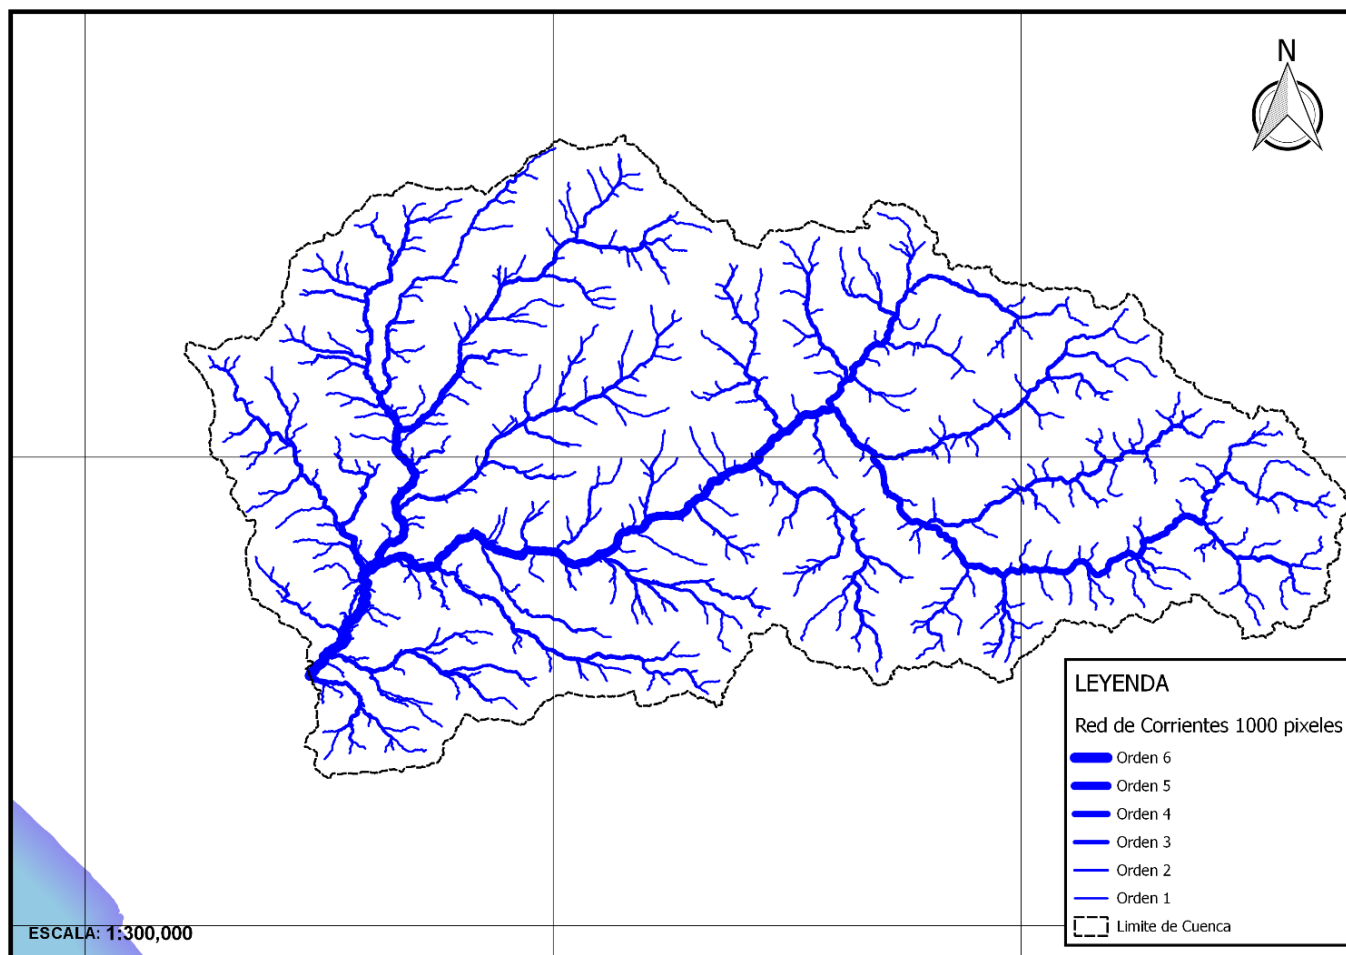 N
LEYENDA
Red de Corrientes 1000 pixeles
Orden 6
Orden 5
Orden 4
Orden 3
Orden 2
Orden 1
Limite de Cuenca
ESCALA: 1:300,000